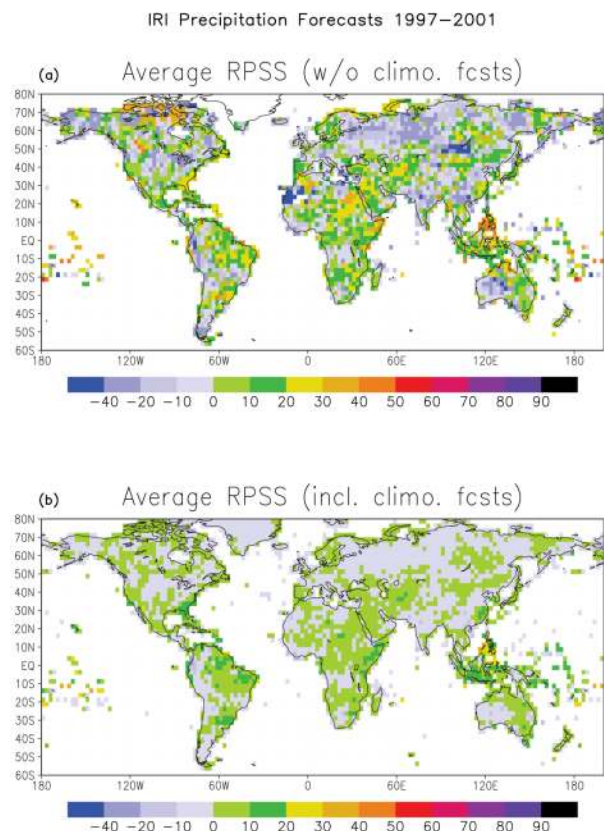 IRI Precipitation Forecasts 1997–2001
(a) Average RPSS (w/o climo. fcsts)
80N
70N
60N
50N
40N
30N
20N
10N
EQ
10S
20S
30S
40S
50S
60S
180 120W 60W 0 60E 120E 180
−40 −20 −10 0 10 20 30 40 50 60 70 80 90
(b) Average RPSS (incl. climo. fcsts)
80N
70N
60N
50N
40N
30N
20N
10N
EQ
10S
20S
30S
40S
50S
60S
180 120W 60W 0 60E 120E 180
−40 −20 −10 0 10 20 30 40 50 60 70 80 90